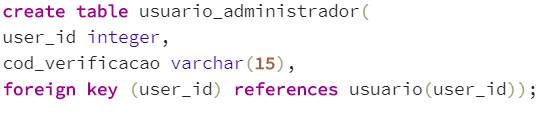 create table usuario_administrador(
user_id integer,
cod_verificacao varchar(15),
foreign key (user_id) references usuario(user_id));